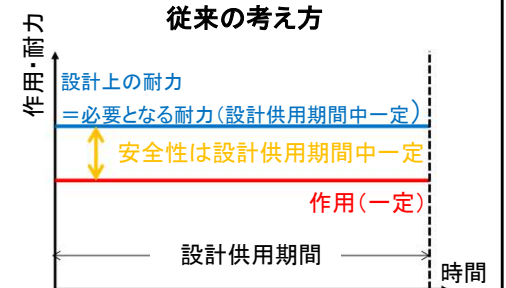 従来の考え方
作用・耐力
設計上の耐力
＝必要となる耐力（設計供用期間中一定）
安全性は設計供用期間中一定
作用（一定）
設計供用期間
時間